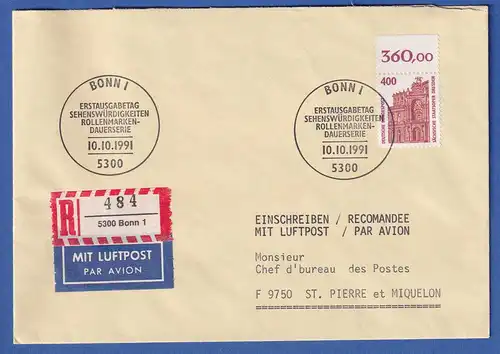 BONN 1
ERSTAUSGABETAG
SEHENSWÜRDIGKEITEN
ROLLENMARKEN-
DAUERSERIE
10.10.1991
5300
BONN 1
ERSTAUSGABETAG
SEHENSWÜRDIGKEITEN
ROLLENMARKEN-
DAUERSERIE
10.10.1991
5300
360,00
400
DEUTSCHE BUNDESPOST
R
484
5300 Bonn 1
MIT LUFTPOST
PAR AVION
EINSCHREIBEN / RECOMANDEE
MIT LUFTPOST / PAR AVION
Monsieur
Chef d'bureau des Postes
F 9750 ST. PIERRE et MIQUELON